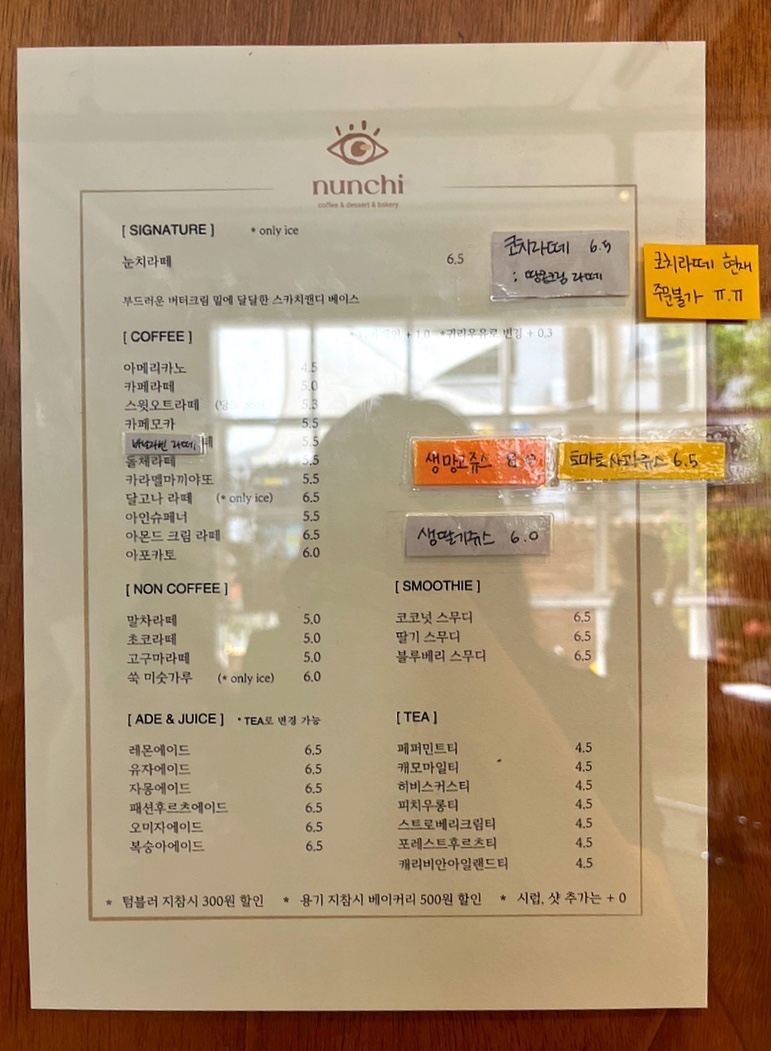 nunchi
coffee & dessert & bakery
[ SIGNATURE ] * only ice
눈치라떼 6.5
코치라떼 6.5
: 땅콩크림 라떼
코치라떼 현재
주문불가 ㅠ.ㅠ
부드러운 버터크림 밑에 달달한 스카치캔디 베이스
[ COFFEE ] + 1.0 *귀리우유로 변경 + 0.3
아메리카노 4.5
카페라떼 5.0
스윗오트라떼 5.3
카페모카 5.5
바닐라빈 라떼 5.5
돌체라떼 5.5
카라멜마끼야또 5.5
달고나 라떼 (* only ice) 6.5
아인슈페너 5.5
아몬드 크림 라떼 6.5
아포카토 6.0
생망고쥬스
토마토사과쥬스 6.5
생딸기쥬스 6.0
[ NON COFFEE ]
말차라떼 5.0
초코라떼 5.0
고구마라떼 5.0
쑥 미숫가루 (* only ice) 6.0
[ SMOOTHIE ]
코코넛 스무디 6.5
딸기 스무디 6.5
블루베리 스무디 6.5
[ ADE & JUICE ] * TEA로 변경 가능
레몬에이드 6.5
유자에이드 6.5
자몽에이드 6.5
패션후르츠에이드 6.5
오미자에이드 6.5
복숭아에이드 6.5
[ TEA ]
페퍼민트티 4.5
캐모마일티 4.5
히비스커스티 4.5
피치우롱티 4.5
스트로베리크림티 4.5
포레스트후르츠티 4.5
캐리비안아일랜드티 4.5
* 텀블러 지참시 300원 할인 * 용기 지참시 베이커리 500원 할인 * 시럽, 샷 추가는 + 0